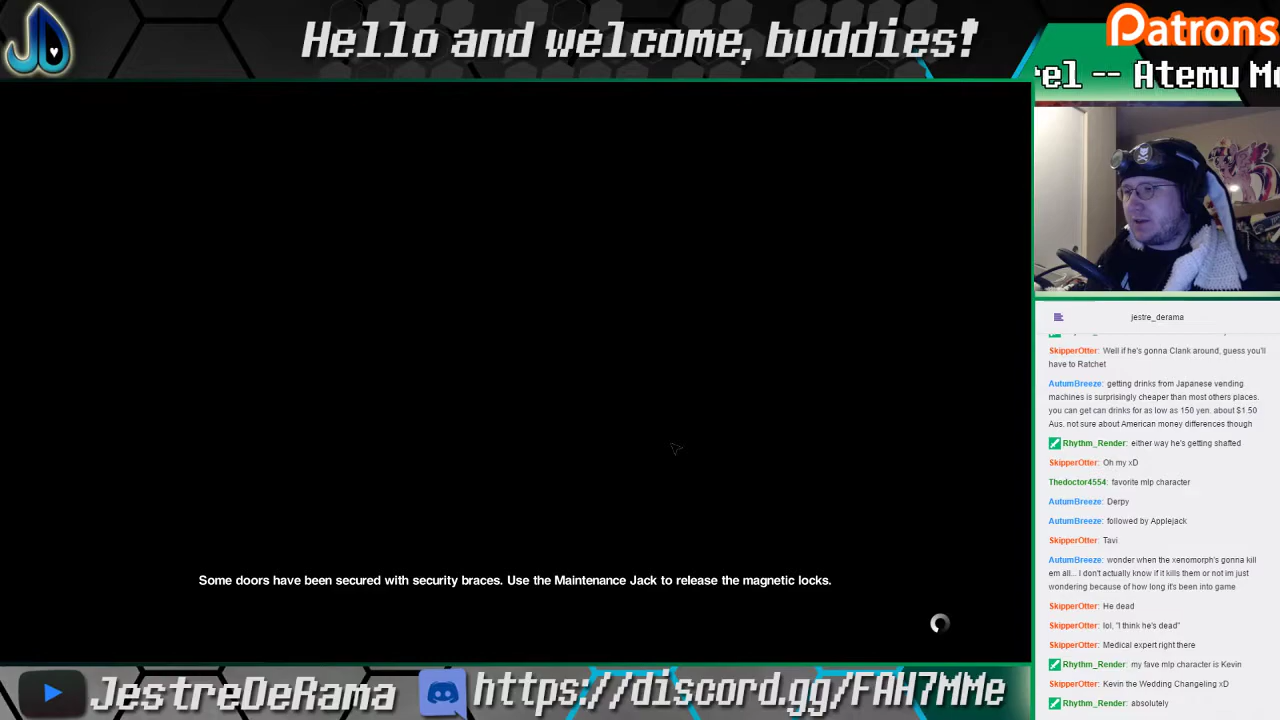 Hello and welcome, buddies!
Patrons
rel -- Atemu M
jestre_derama
SkipperOtter: Well if he's gonna Clank around, guess you'll
have to Ratchet
AutumBreeze: getting drinks from Japanese vending
machines is surprisingly cheaper than most others places.
you can get can drinks for as low as 150 yen. about $1.50
Aus. not sure about American money differences though
Rhythm_Render: either way he's getting shafted
SkipperOtter: Oh my xD
Thedoctor4554: favorite mlp character
AutumBreeze: Derpy
AutumBreeze: followed by Applejack
SkipperOtter: Tavi
AutumBreeze: wonder when the xenomorph's gonna kill
em all... I don't actually know if it kills them or not im just
wondering because of how long it's been into game
SkipperOtter: He dead
SkipperOtter: lol, "I think he's dead"
SkipperOtter: Medical expert right there
Rhythm_Render: my fave mlp character is Kevin
SkipperOtter: Kevin the Wedding Changeling xD
Rhythm_Render: absolutely
Some doors have been secured with security braces. Use the Maintenance Jack to release the magnetic locks.
JestreDeRama
https://discord.gg/FAH7MMe